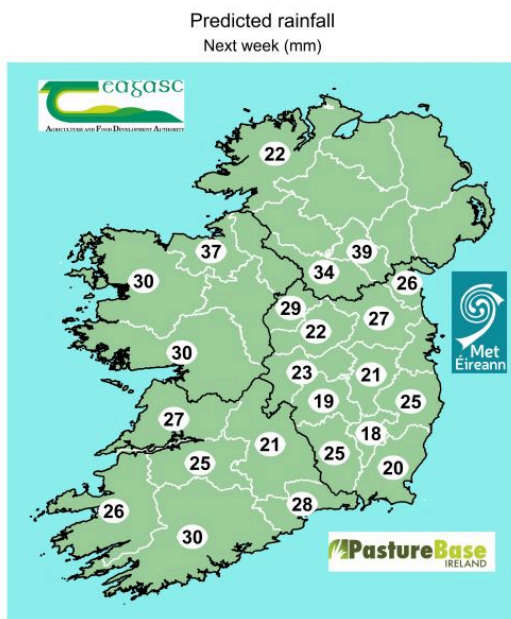 Predicted rainfall
Next week (mm)
eagasc
AGRICULTURE AND FOOD DEVELOPMENT AUTHORITY
22
37
39
34
30
26
29
27
22
30
23
21
19
25
27
21
18
25
25
20
26
28
30
Met
Éireann
PastureBase
IRELAND